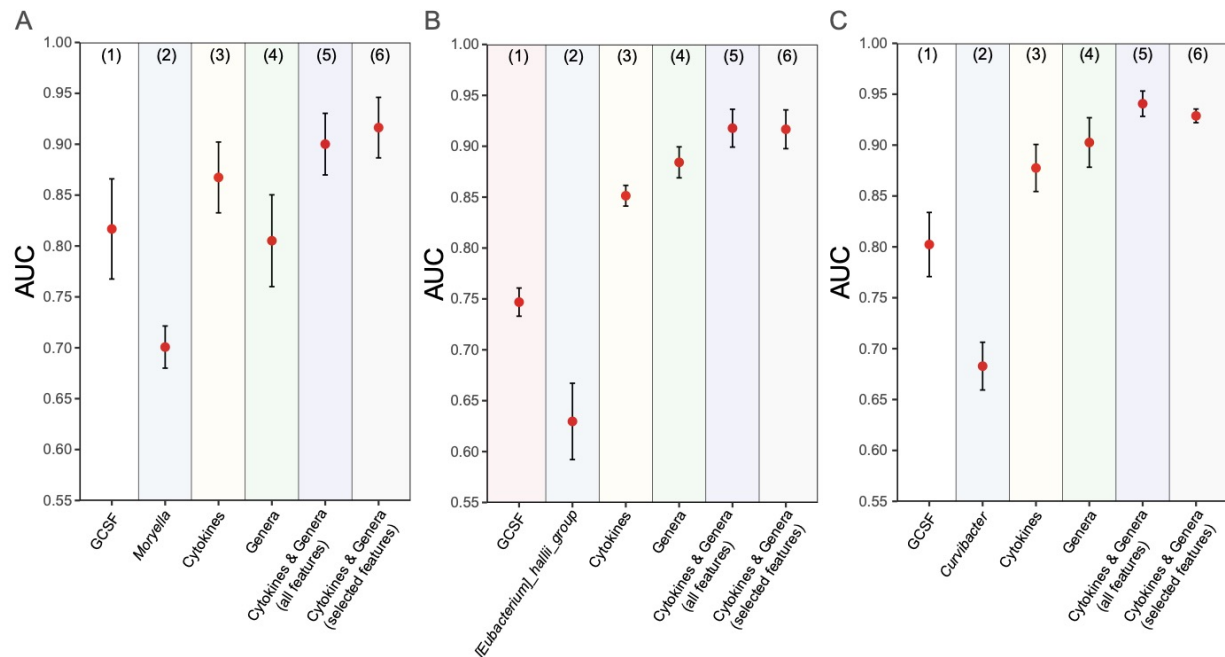 A
(1) (2) (3) (4) (5) (6)
AUC
1.00
0.95
0.90
0.85
0.80
0.75
0.70
0.65
0.60
0.55
GCSF
Moryella
Cytokines
Genera
Cytokines & Genera
(all features)
Cytokines & Genera
(selected features)
B
(1) (2) (3) (4) (5) (6)
AUC
1.00
0.95
0.90
0.85
0.80
0.75
0.70
0.65
0.60
0.55
GCSF
[Eubacterium]_hallii_group
Cytokines
Genera
Cytokines & Genera
(all features)
Cytokines & Genera
(selected features)
C
(1) (2) (3) (4) (5) (6)
AUC
1.00
0.95
0.90
0.85
0.80
0.75
0.70
0.65
0.60
0.55
GCSF
Curvibacter
Cytokines
Genera
Cytokines & Genera
(all features)
Cytokines & Genera
(selected features)